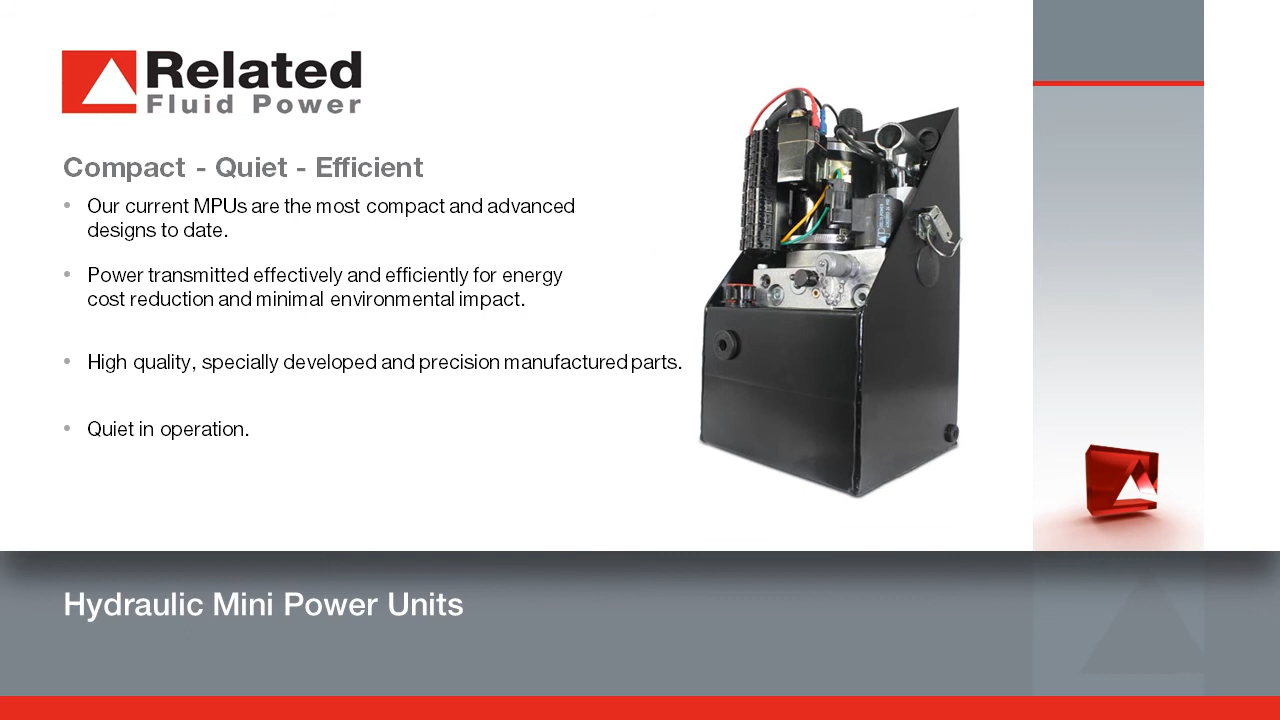 Related
Fluid Power
Compact - Quiet - Efficient
• Our current MPUs are the most compact and advanced
designs to date.
• Power transmitted effectively and efficiently for energy
cost reduction and minimal environmental impact.
• High quality, specially developed and precision manufactured parts.
• Quiet in operation.
Hydraulic Mini Power Units